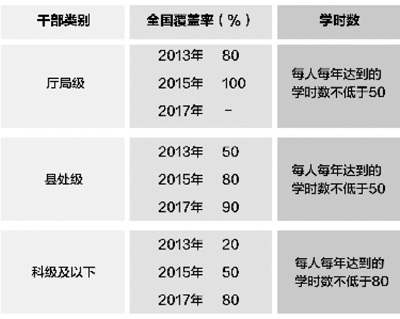 干部类别 全国覆盖率（%） 学时数
2013年 80
厅局级 2015年 100 每人每年达到的
学时数不低于50
2017年 -
2013年 50
县处级 2015年 80 每人每年达到的
学时数不低于50
2017年 90
2013年 20
科级及以下 2015年 50 每人每年达到的
学时数不低于80
2017年 80